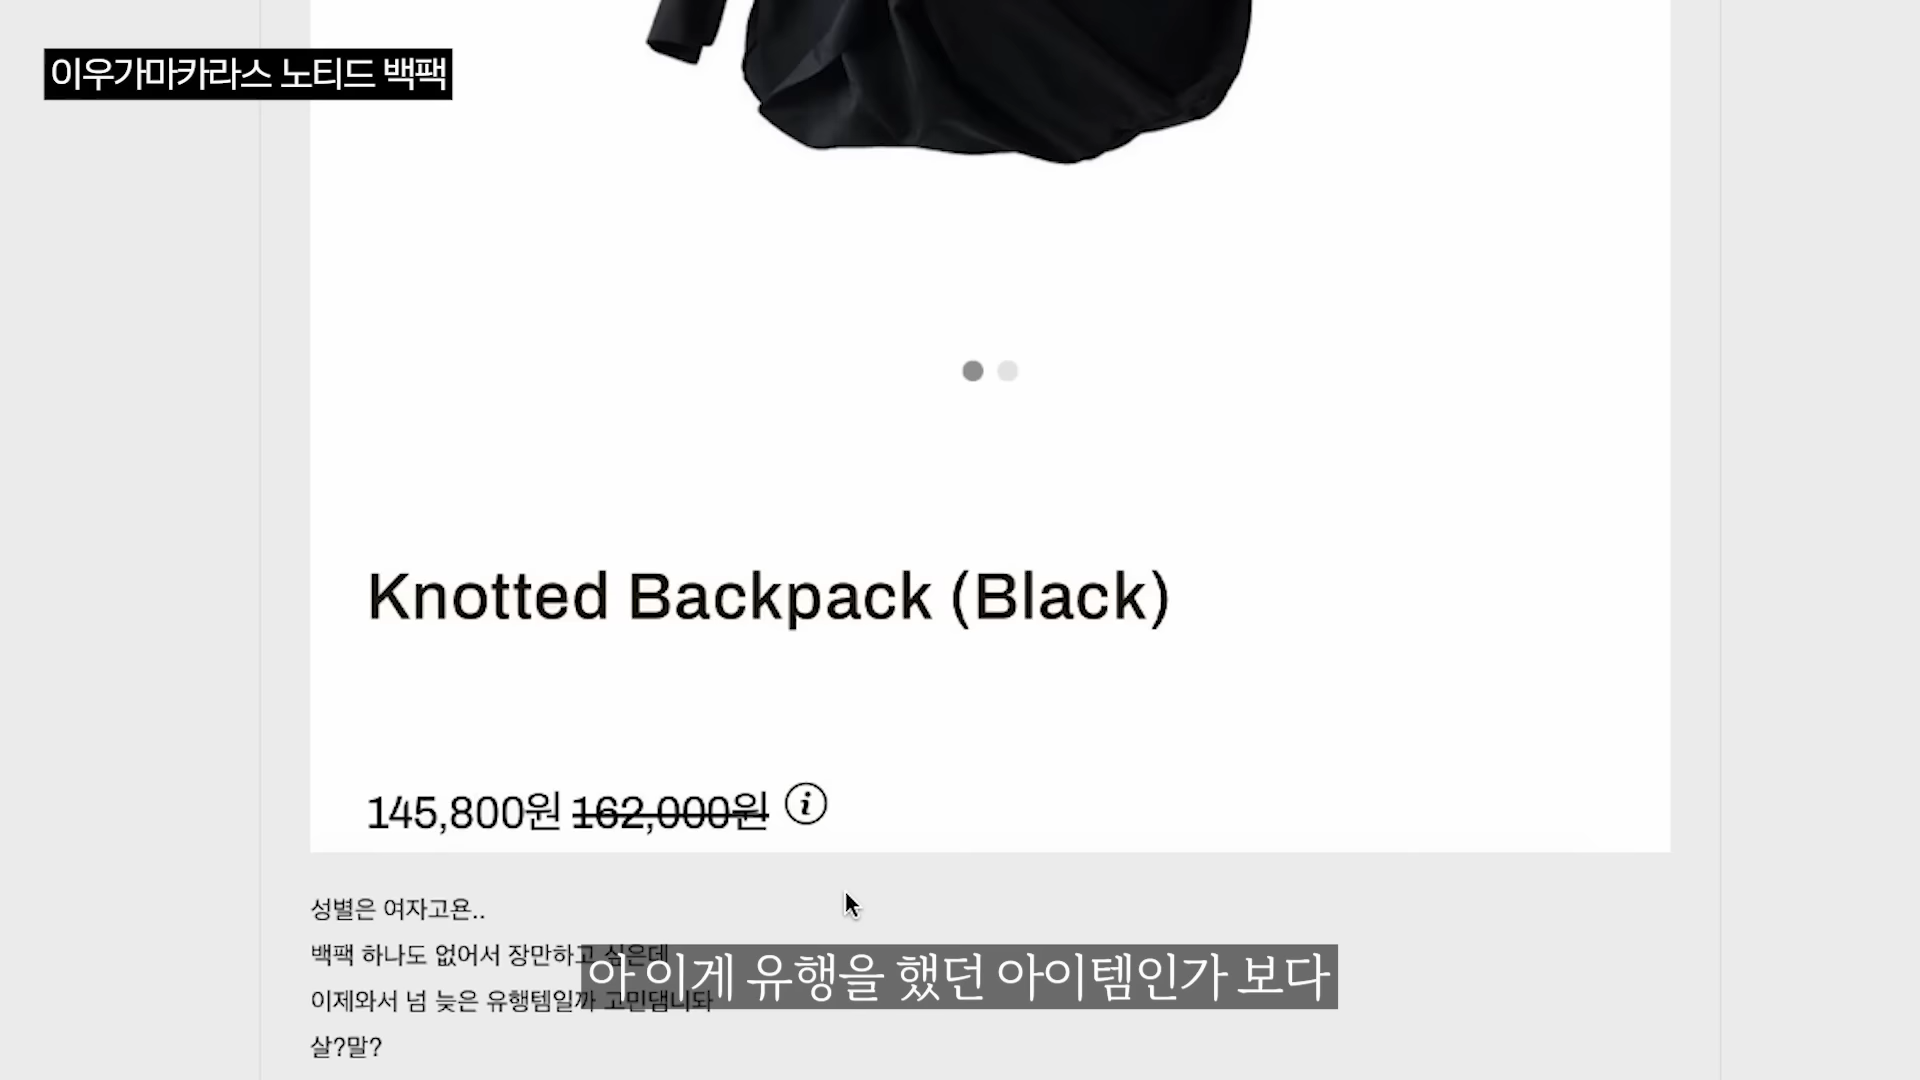 이우가마카라스 노티드 백팩
Knotted Backpack (Black)
145,800원 162,000원 i
성별은 여자고욘..
백팩 하나도 없어서 장만하고 싶은데
이제와서 넘 늦은 유행템일까 고민댐니돠
아 이게 유행을 했던 아이템인가 보다
살?말?